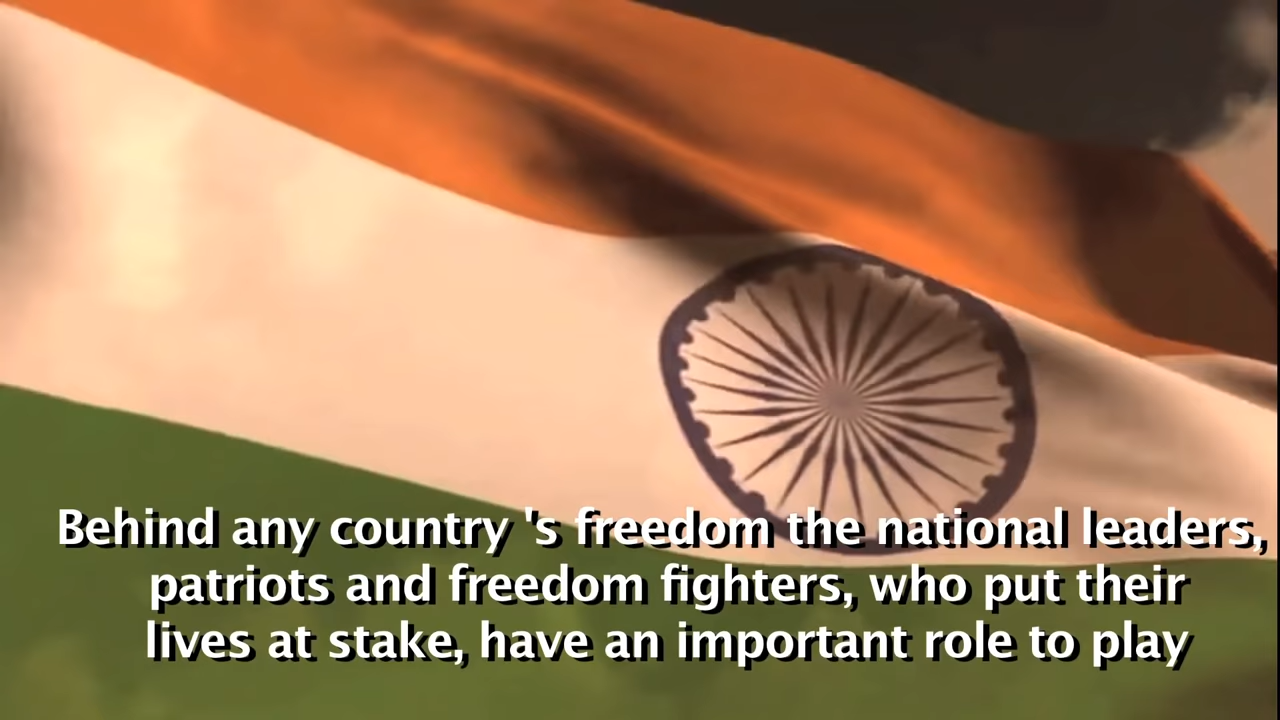 Behind any country 's freedom the national leaders,
patriots and freedom fighters, who put their
lives at stake, have an important role to play